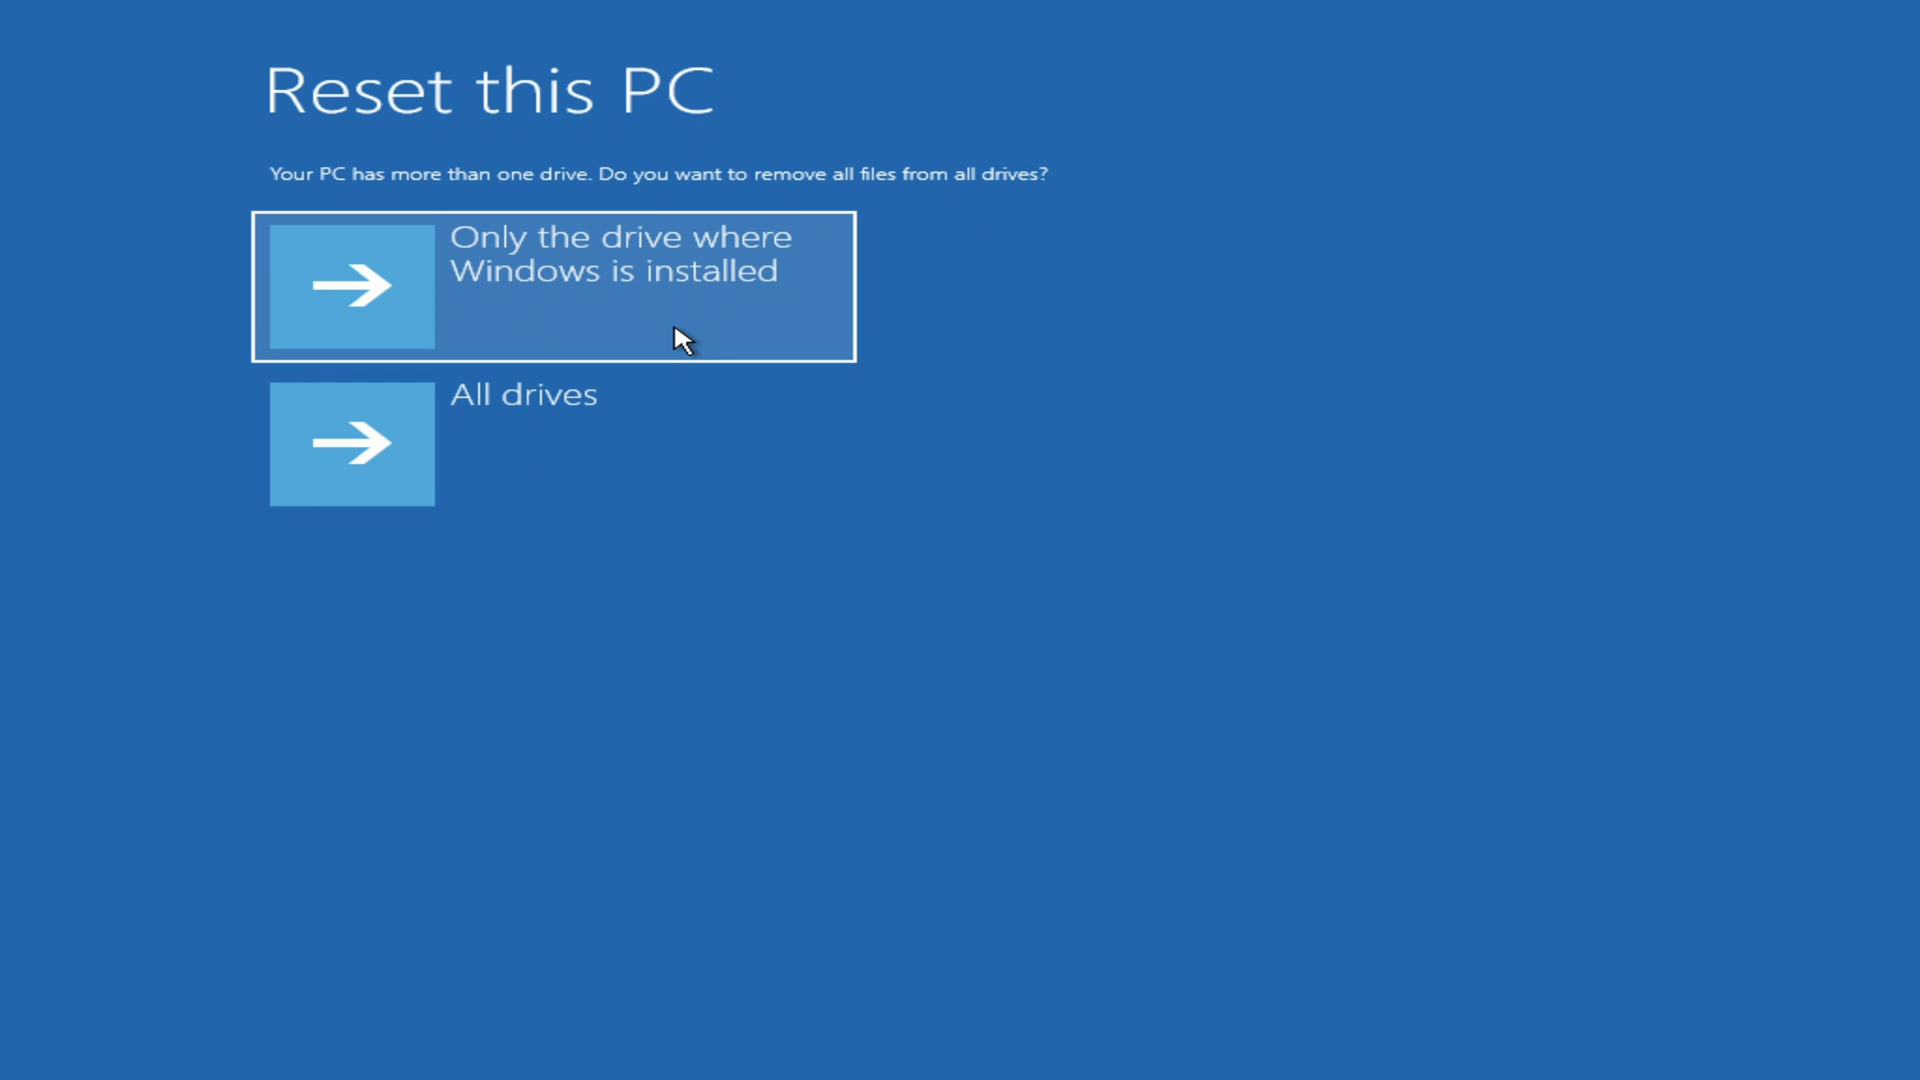 Reset this PC
Your PC has more than one drive. Do you want to remove all files from all drives?
Only the drive where
Windows is installed
All drives